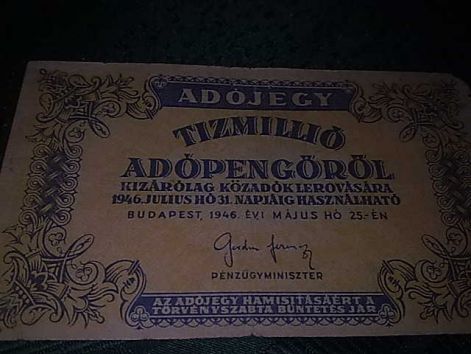 ADÓJEGY
TIZMILLIÓ
ADÓPENGŐRŐL
KIZÁRÓLAG KÖZADÓK LEROVÁSÁRA
1946. JULIUS HÓ 31. NAPJÁIG HASZNÁLHATÓ
BUDAPEST, 1946. ÉVI MÁJUS HÓ 25.-ÉN
PÉNZÜGYMINISZTER
AZ ADÓJEGY HAMISITÁSÁÉRT A
TÖRVÉNYSZABTA BÜNTETÉS JÁR